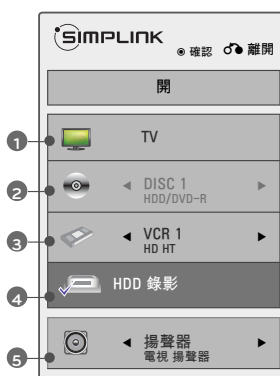 SIMPLINK ◉ 確認 離開
開
1 TV
2 ◀ DISC 1 ▶
HDD/DVD-R
3 ◀ VCR 1 ▶
HD HT
4 HDD 錄影
5 ◀ 揚聲器 ▶
電視 揚聲器